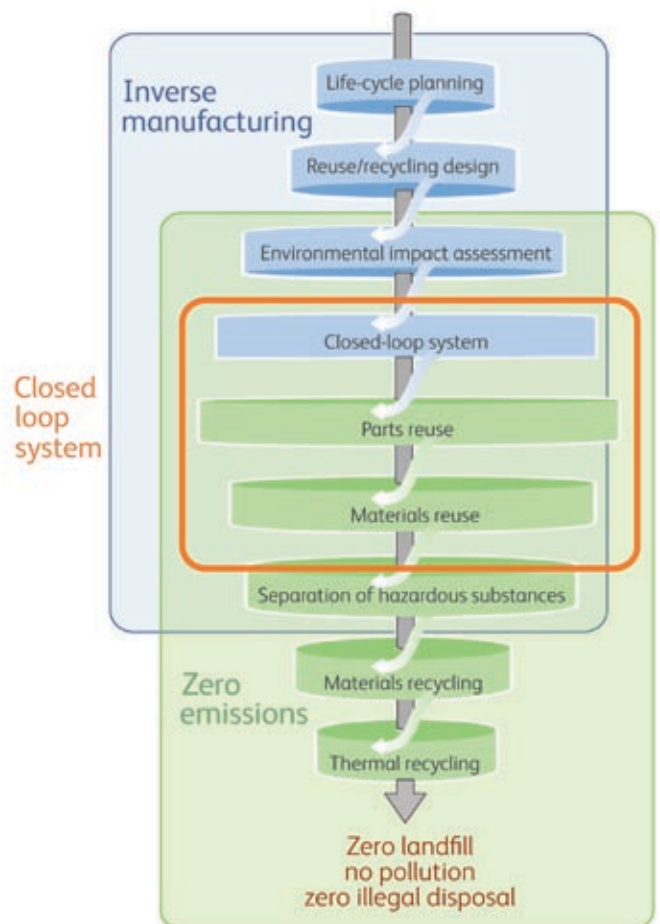 Life-cycle planning
Inverse
manufacturing
Reuse/recycling design
Environmental impact assessment
Closed-loop system
Closed
loop
system
Parts reuse
Materials reuse
Separation of hazardous substances
Zero
emissions
Materials recycling
Thermal recycling
Zero landfill
no pollution
zero illegal disposal